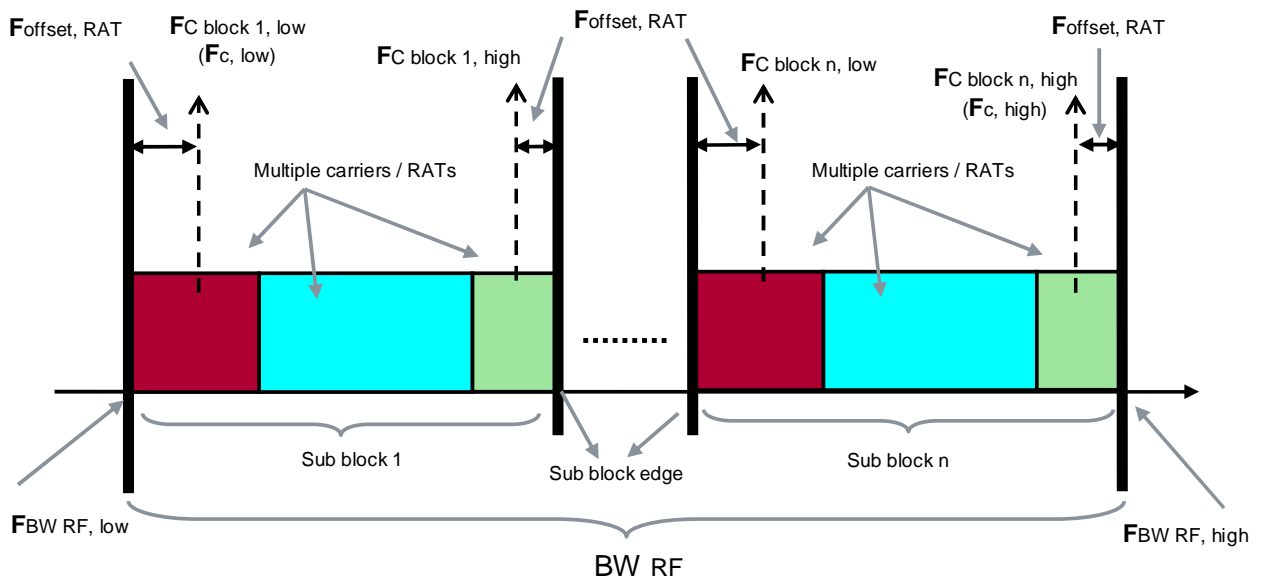 Foffset, RAT
FC block 1, low
(Fc, low)
FC block 1, high
Foffset, RAT
FC block n, low
FC block n, high
(Fc, high)
Foffset, RAT
Multiple carriers / RATs
Multiple carriers / RATs
Sub block 1
Sub block edge
Sub block n
FBW RF, low
FBW RF, high
BW RF